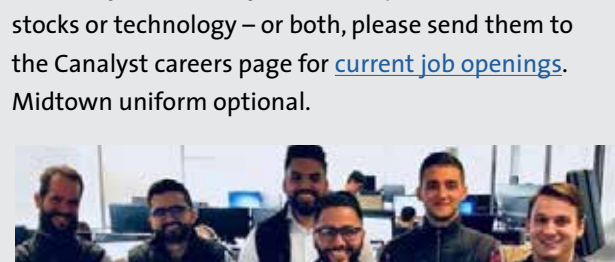 stocks or technology – or both, please send them to
the Canalyst careers page for current job openings.
Midtown uniform optional.